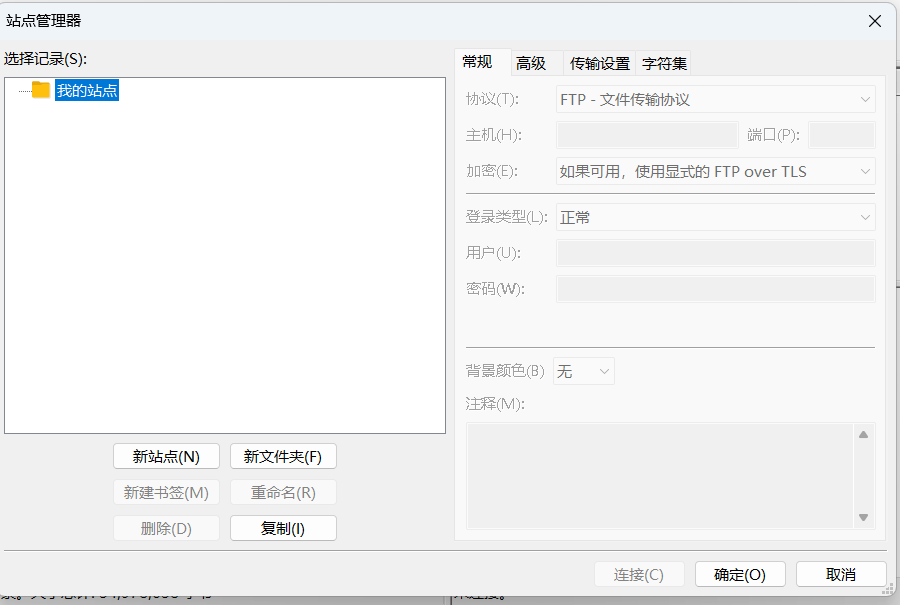 站点管理器
选择记录(S):
我的站点
新站点(N)
新文件夹(F)
新建书签(M)
重命名(R)
删除(D)
复制(I)
常规
高级
传输设置
字符集
协议(T):
FTP - 文件传输协议
主机(H):
端口(P):
加密(E):
如果可用，使用显式的 FTP over TLS
登录类型(L):
正常
用户(U):
密码(W):
背景颜色(B)
无
注释(M):
连接(C)
确定(O)
取消
未连接。